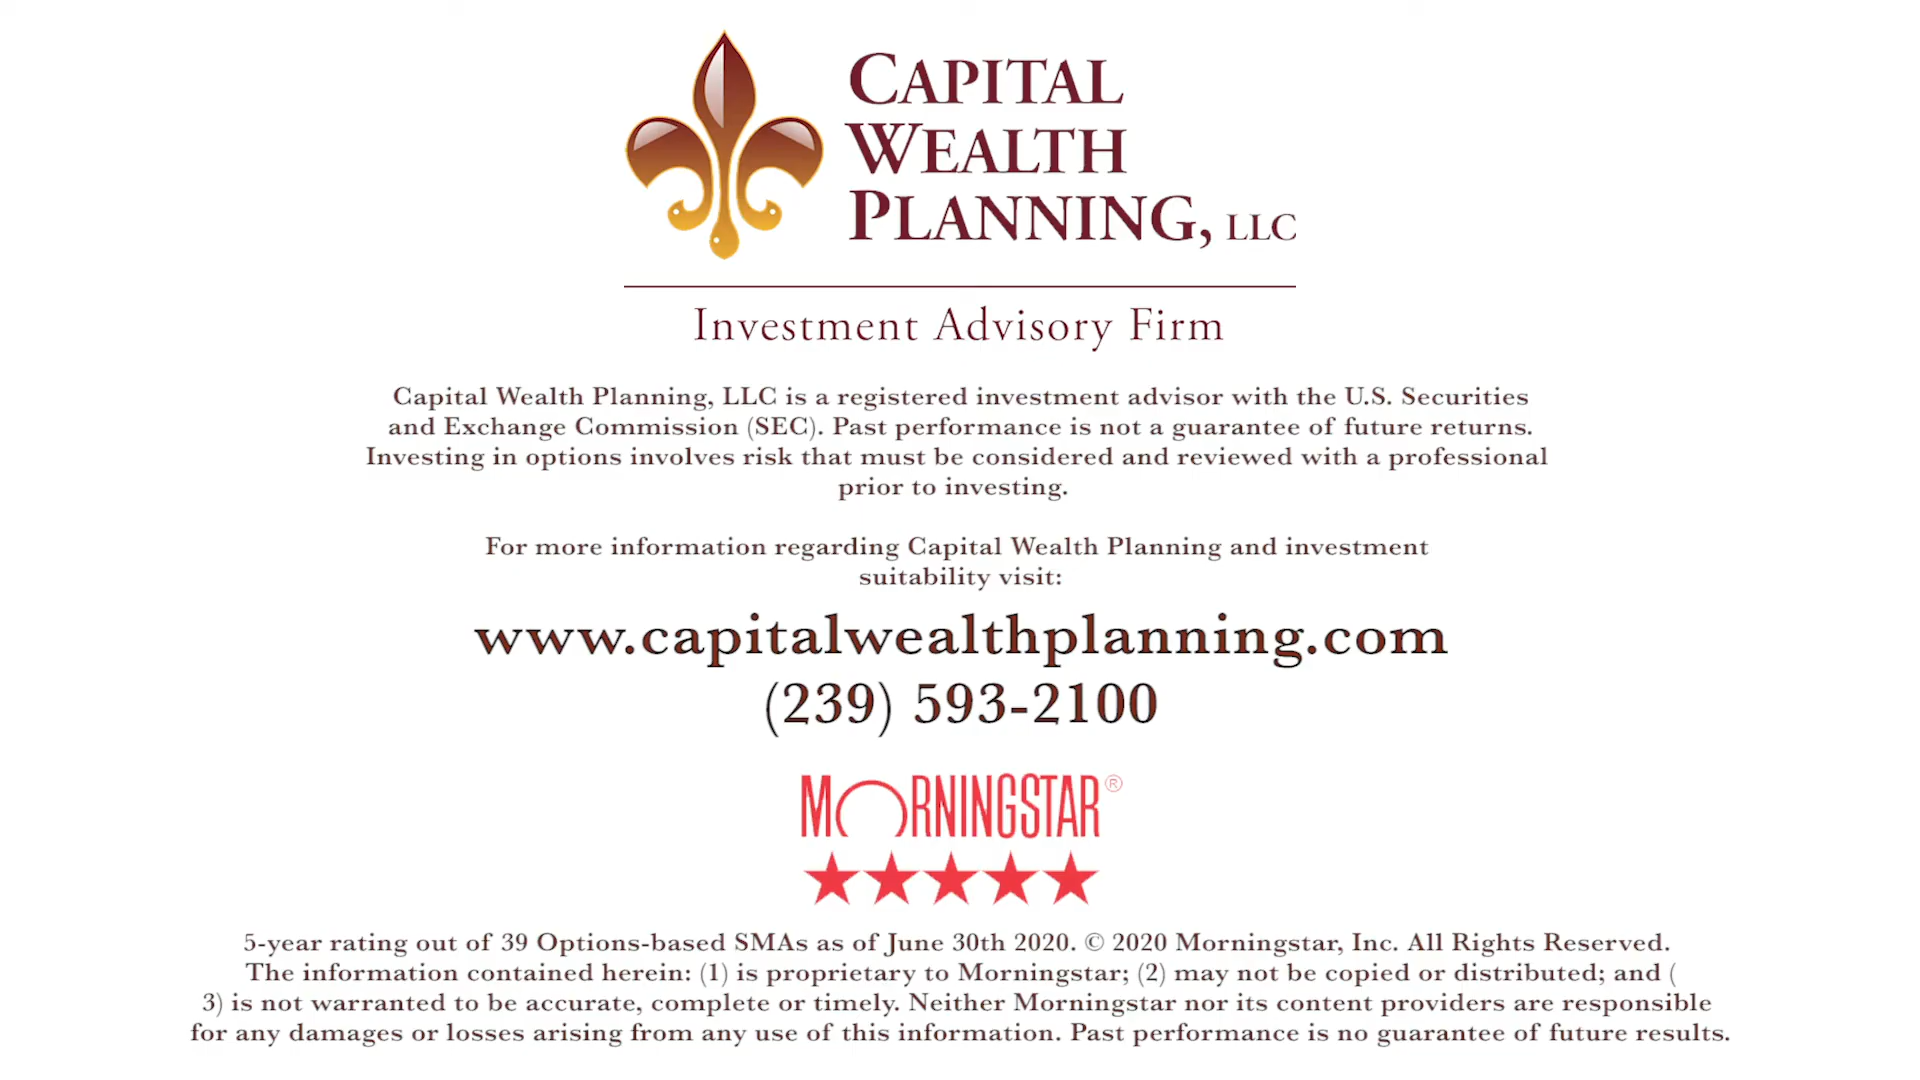 CAPITAL
WEALTH
PLANNING, LLC
Investment Advisory Firm
Capital Wealth Planning, LLC is a registered investment advisor with the U.S. Securities
and Exchange Commission (SEC). Past performance is not a guarantee of future returns.
Investing in options involves risk that must be considered and reviewed with a professional
prior to investing.
For more information regarding Capital Wealth Planning and investment
suitability visit:
www.capitalwealthplanning.com
(239) 593-2100
MORNINGSTAR®
5-year rating out of 39 Options-based SMAs as of June 30th 2020. © 2020 Morningstar, Inc. All Rights Reserved.
The information contained herein: (1) is proprietary to Morningstar; (2) may not be copied or distributed; and (
3) is not warranted to be accurate, complete or timely. Neither Morningstar nor its content providers are responsible
for any damages or losses arising from any use of this information. Past performance is no guarantee of future results.